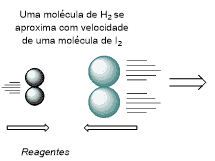 Uma molécula de H2 se
aproxima com velocidade
de uma molécula de I2
Reagentes